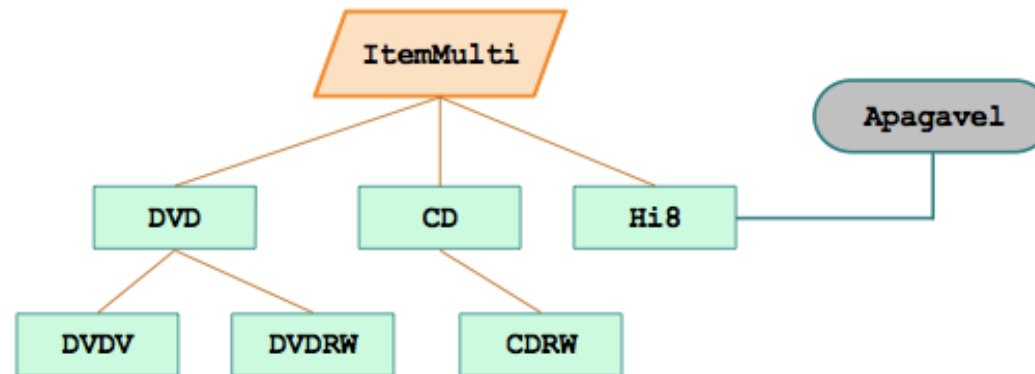 ItemMulti
Apagavel
DVD
CD
Hi8
DVDV
DVDRW
CDRW